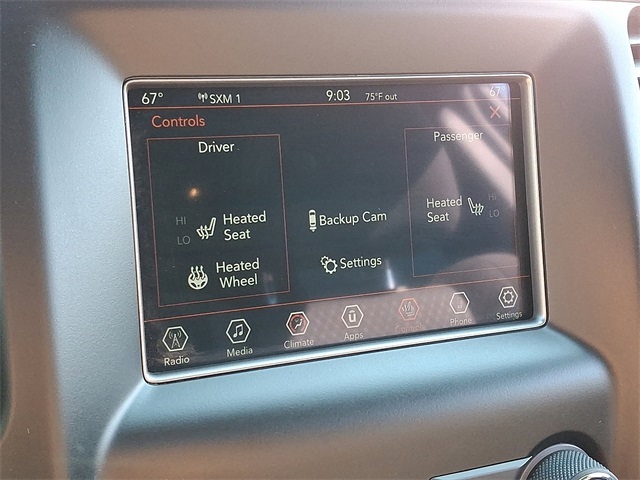 67° SXM 1 9:03 75°F out 67
Controls X
Driver
Passenger
HI
LO
Heated
Seat
Backup Cam
Heated
Seat
HI
LO
Heated
Wheel
Settings
Radio Media Climate Apps Phone Settings